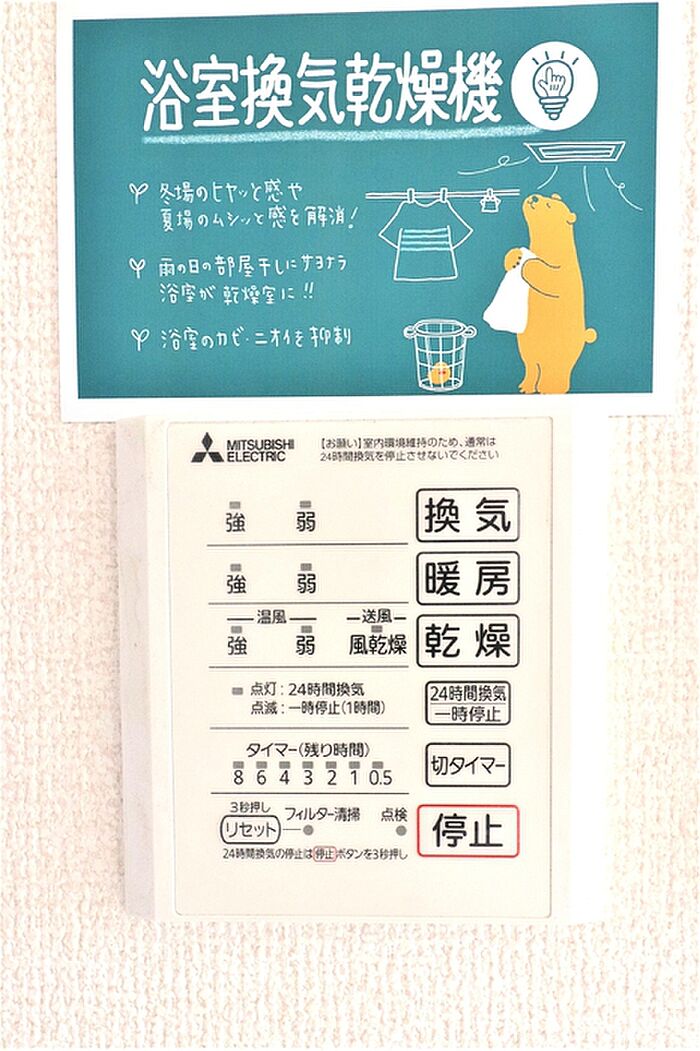 浴室換気乾燥機
冬場のヒヤッと感や
夏場のムシッと感を解消!
雨の日の部屋干しにサヨナラ
浴室が乾燥室に!!
浴室のカビ・ニオイを抑制
MITSUBISHI
ELECTRIC
【お願い】室内環境維持のため、通常は
24時間換気を停止させないでください
強 弱 換気
強 弱 暖房
温風 送風
強 弱 風乾燥 乾燥
点灯:24時間換気
点滅:一時停止(1時間)
24時間換気
一時停止
タイマー(残り時間)
8 6 4 3 2 1 0.5
切タイマー
3秒押し
リセット フィルター清掃 点検
停止
24時間換気の停止は停止ボタンを3秒押し